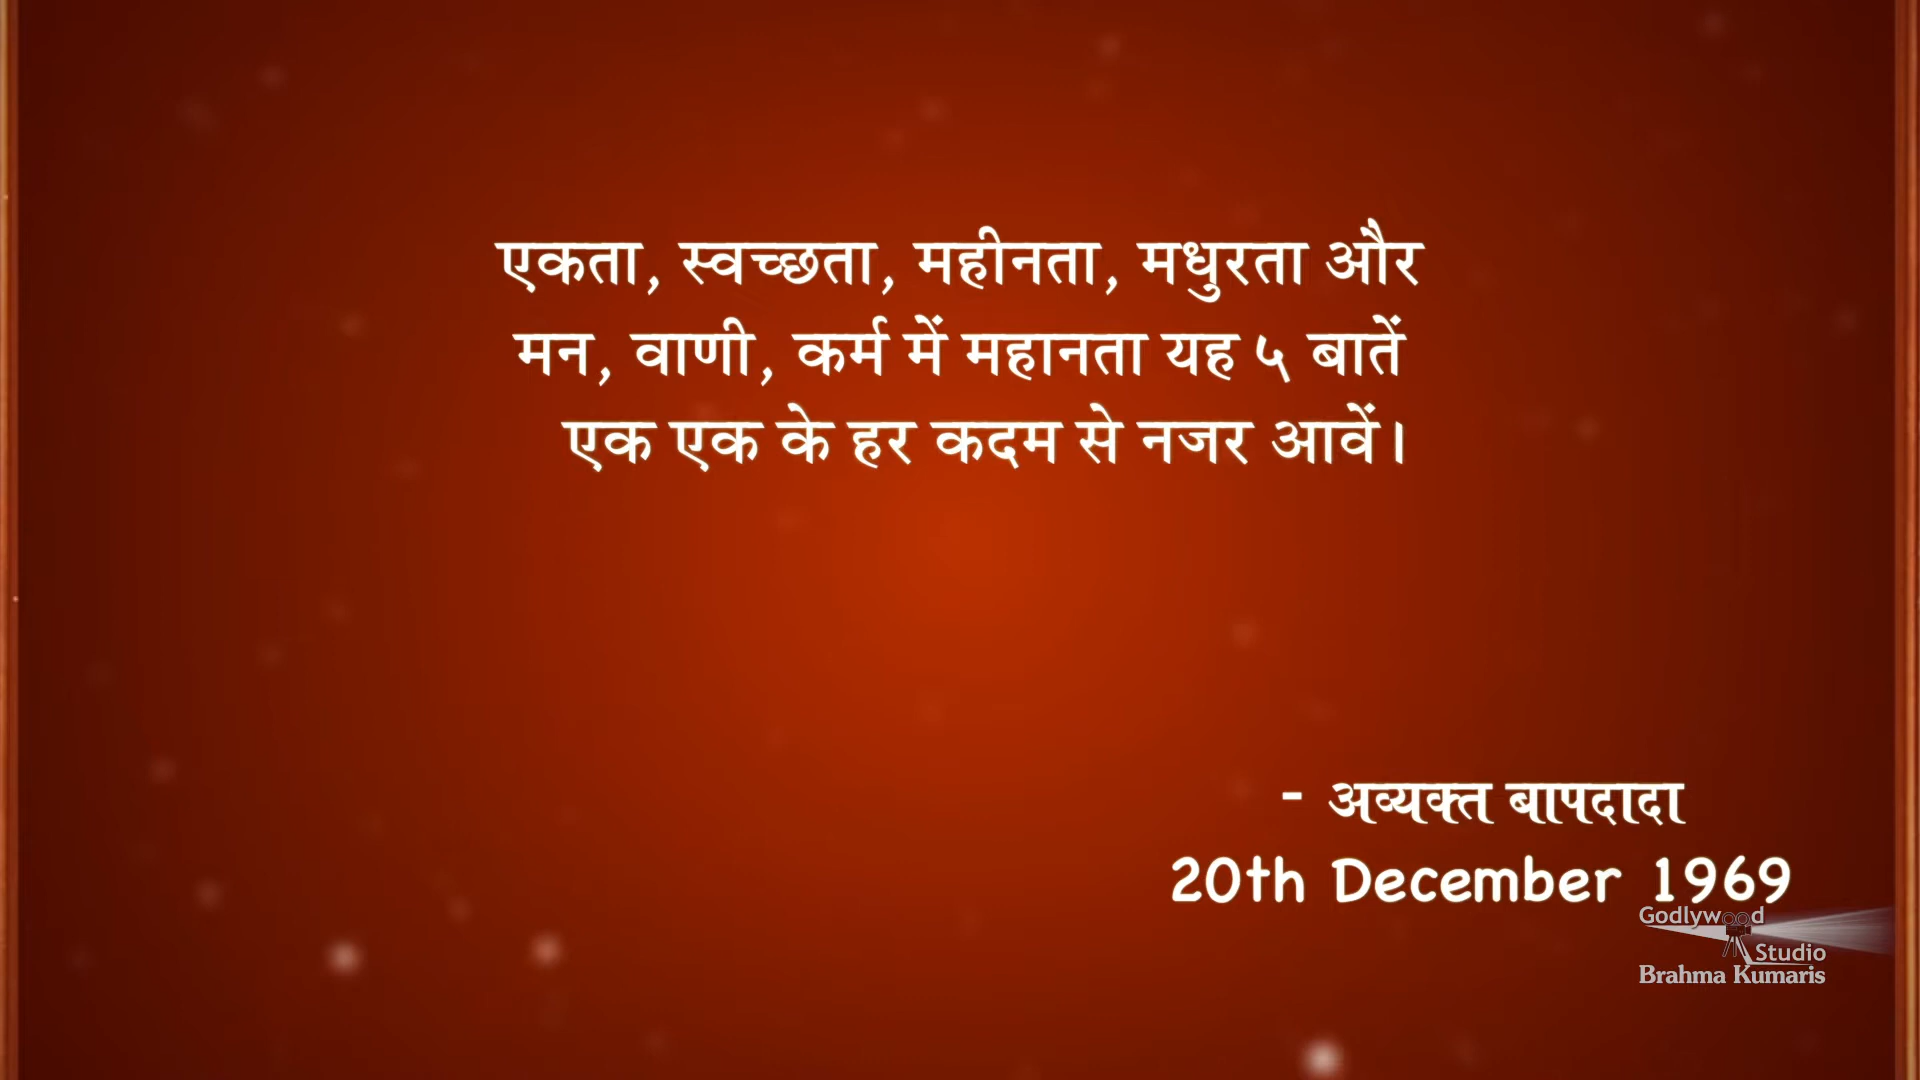 एकता, स्वच्छता, महीनता, मधुरता और
मन, वाणी, कर्म में महानता यह ५ बातें
एक एक के हर कदम से नजर आवें।
- अव्यक्त बापदादा
20th December 1969
Godlywood
Studio
Brahma Kumaris